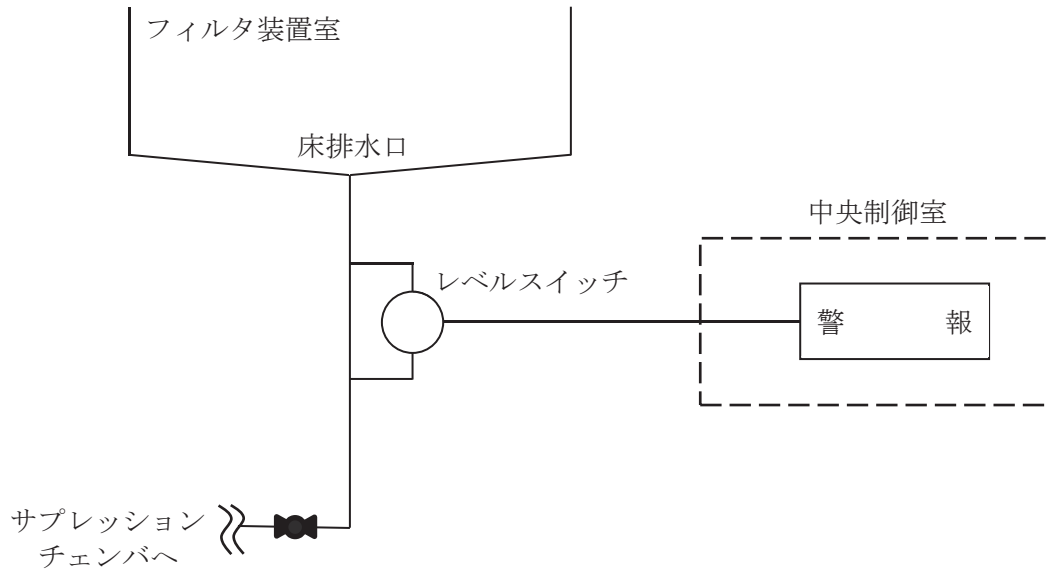 フィルタ装置室
床排水口
中央制御室
レベルスイッチ
警 報
サプレッション
チェンバへ